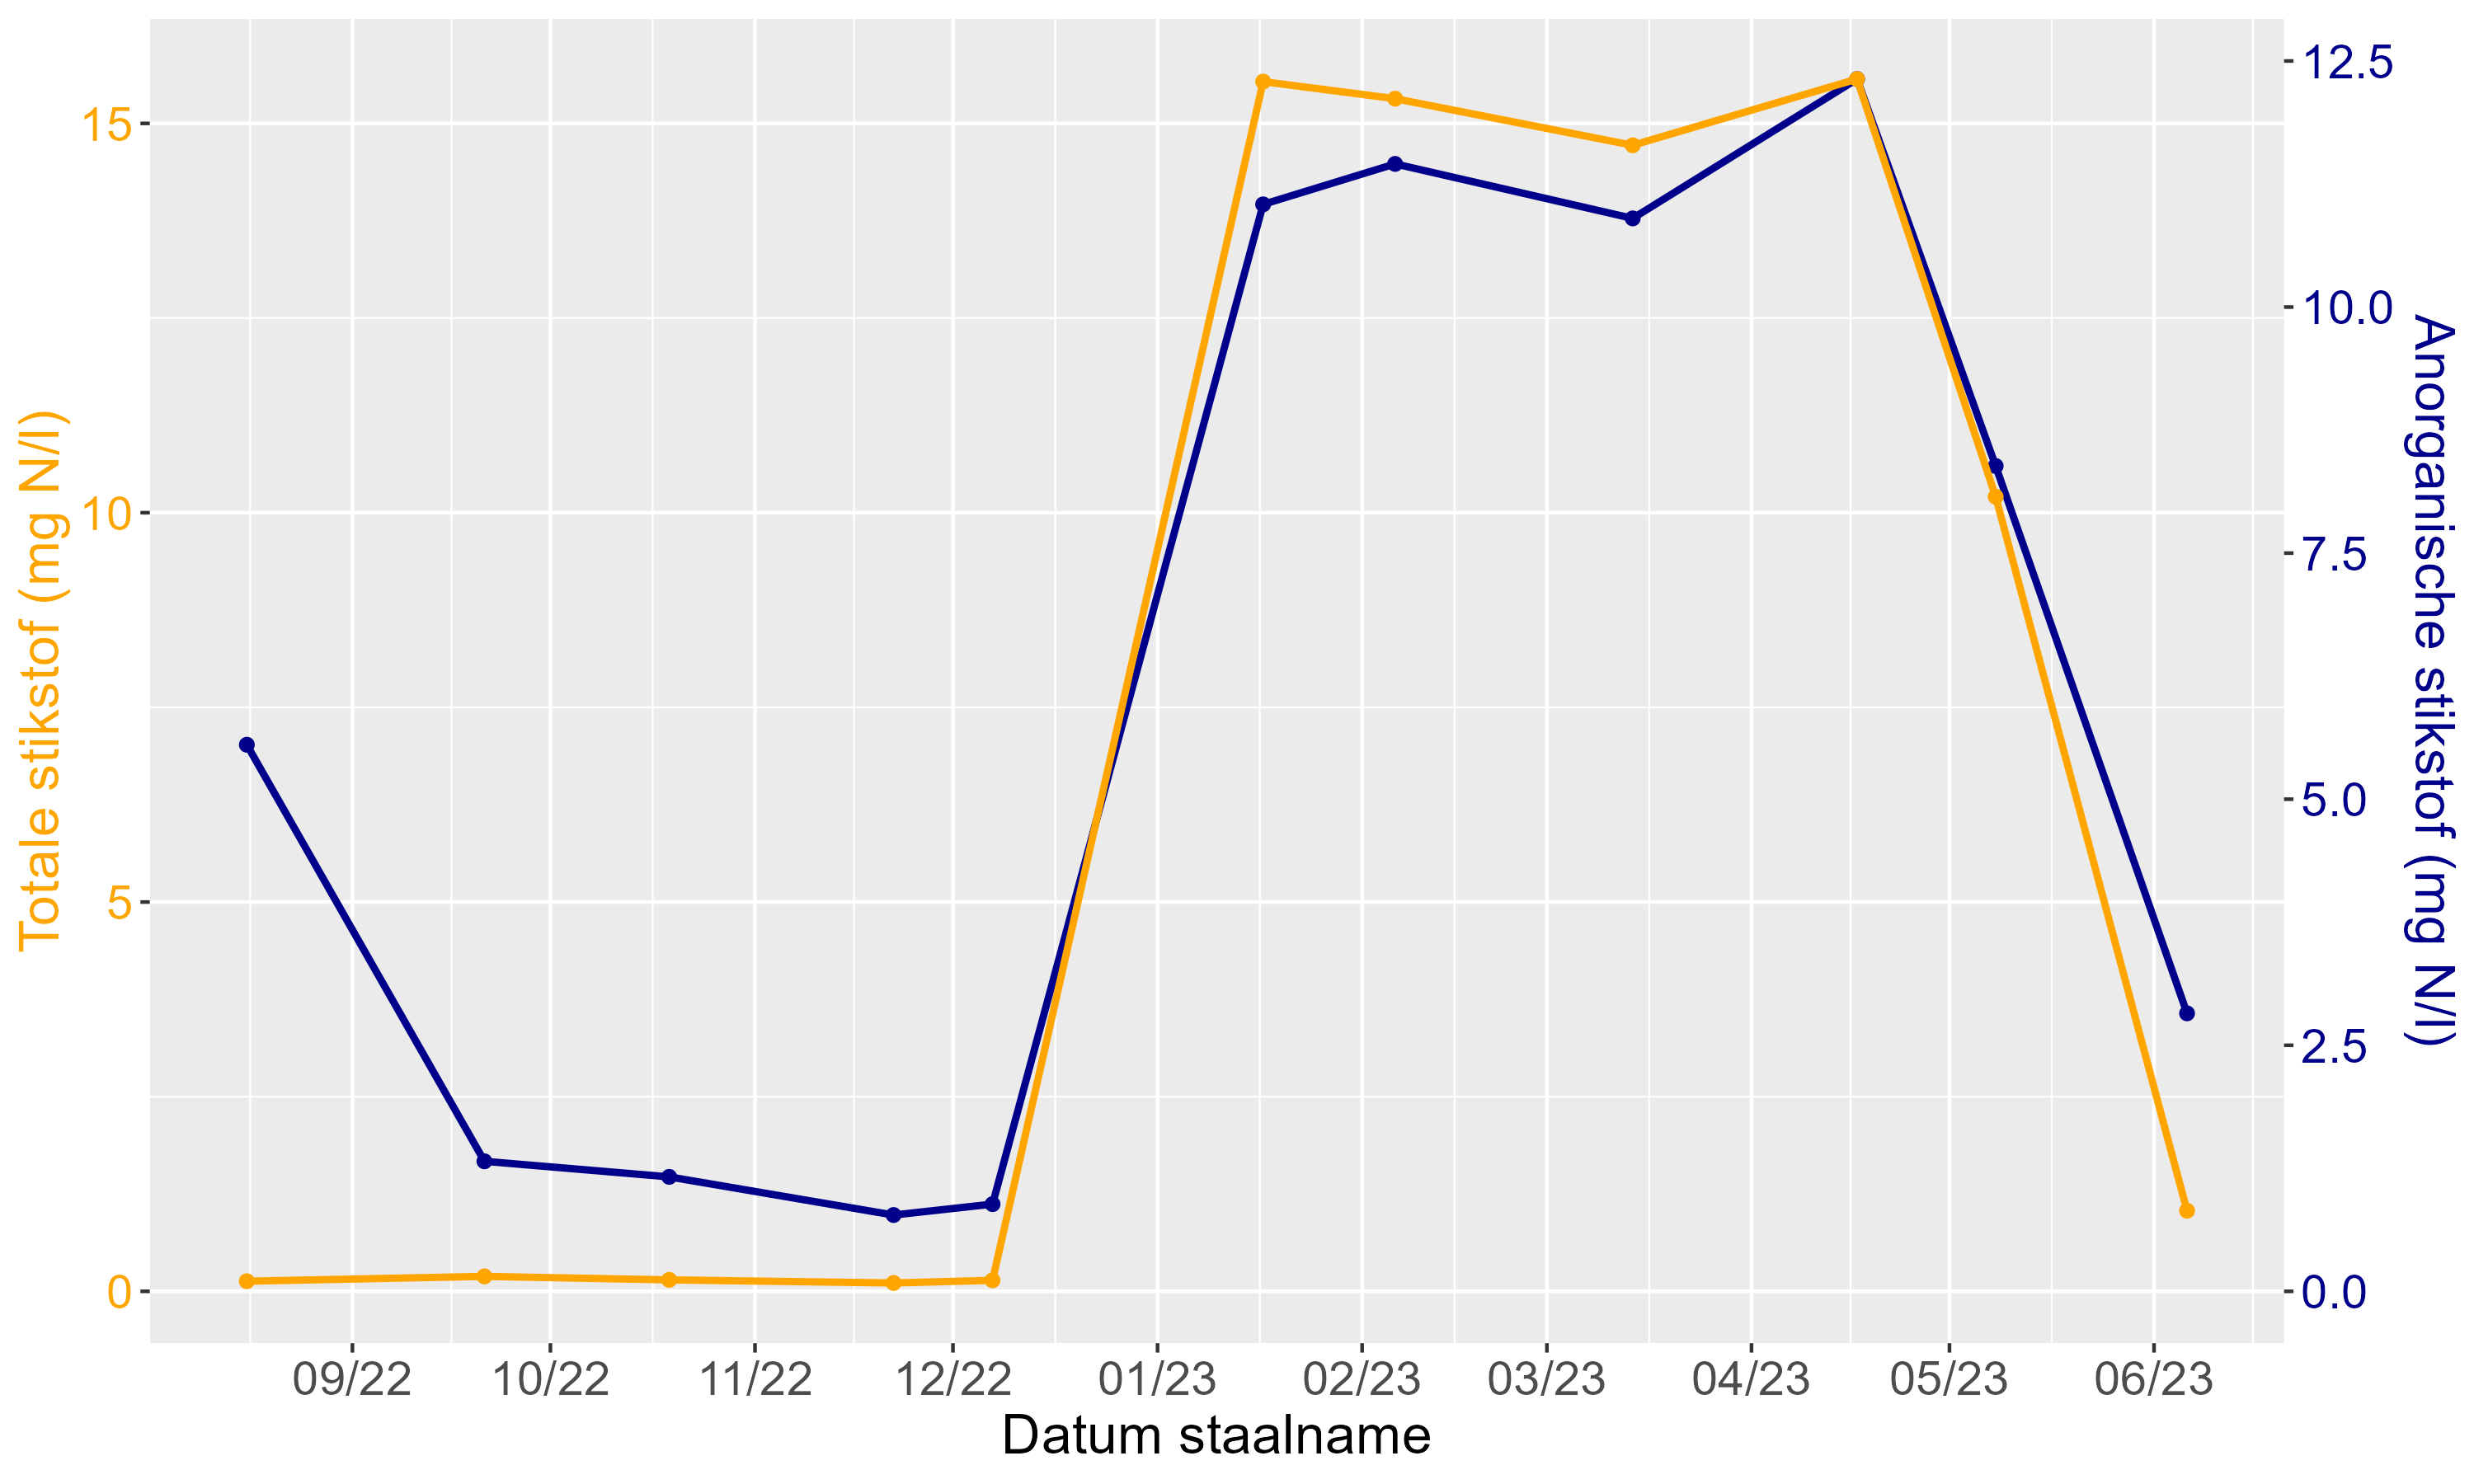 Totale stikstof (mg N/l)
15
10
5
0
12.5
10.0
7.5
5.0
2.5
0.0
Anorganische stikstof (mg N/l)
09/22 10/22 11/22 12/22 01/23 02/23 03/23 04/23 05/23 06/23
Datum staalname